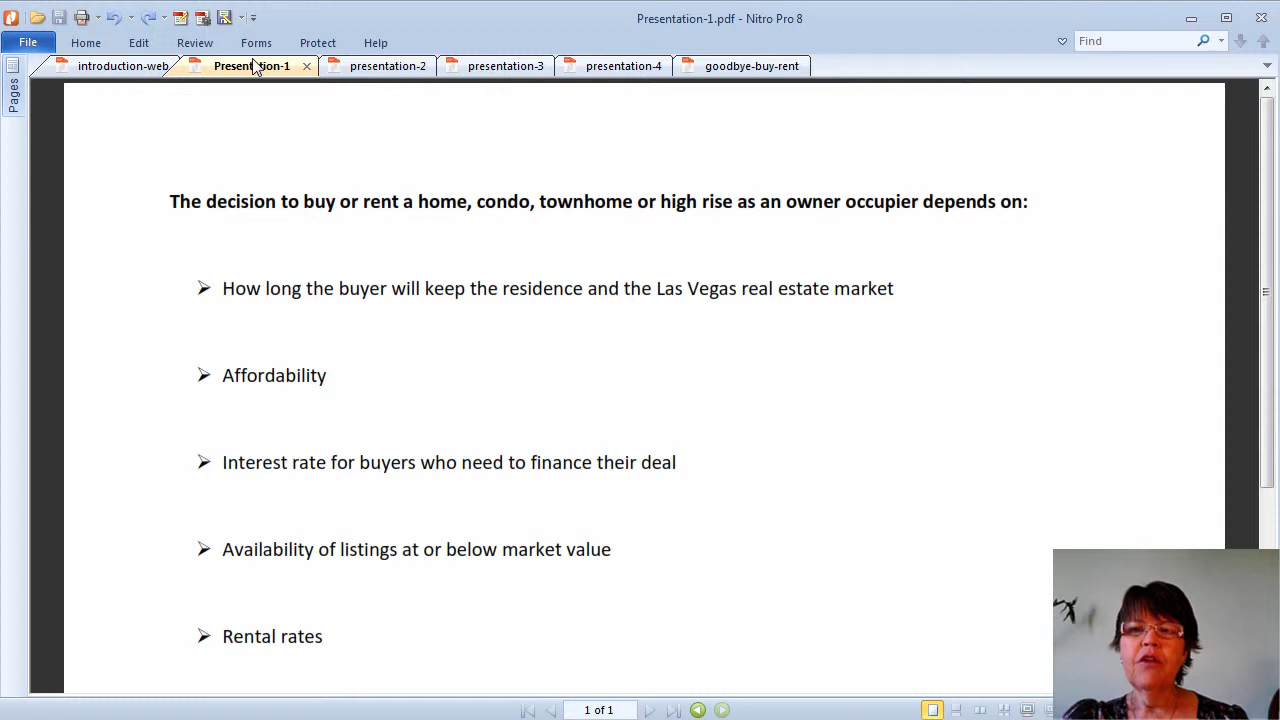 Presentation-1.pdf - Nitro Pro 8
File Home Edit Review Forms Protect Help Find
introduction-web Presentation-1 presentation-2 presentation-3 presentation-4 goodbye-buy-rent
Pages
The decision to buy or rent a home, condo, townhome or high rise as an owner occupier depends on:
How long the buyer will keep the residence and the Las Vegas real estate market
Affordability
Interest rate for buyers who need to finance their deal
Availability of listings at or below market value
Rental rates
1 of 1